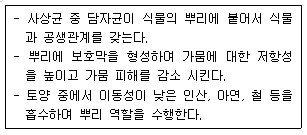 - 사상균 중 담자균이 식물의 뿌리에 붙어서 식물
과 공생관계를 갖는다.
- 뿌리에 보호막을 형성하여 가뭄에 대한 저항성
을 높이고 가뭄 피해를 감소 시킨다.
- 토양 중에서 이동성이 낮은 인산, 아연, 철 등을
흡수하여 뿌리 역할을 수행한다.